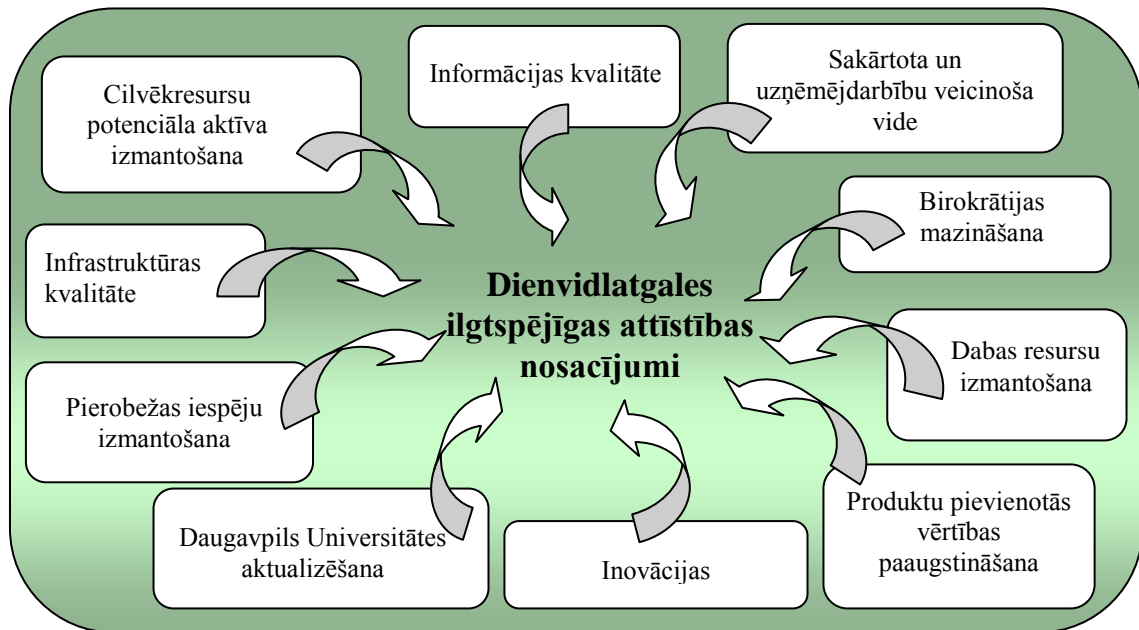 Cilvēkresursu
potenciāla aktīva
izmantošana
Informācijas kvalitāte
Sakārtota un
uzņēmējdarbību veicinoša
vide
Birokrātijas
mazināšana
Infrastruktūras
kvalitāte
Dienvidlatgales
ilgtspējīgas attīstības
nosacījumi
Dabas resursu
izmantošana
Pierobežas iespēju
izmantošana
Daugavpils Universitātes
aktualizēšana
Inovācijas
Produktu pievienotās
vērtības
paaugstināšana